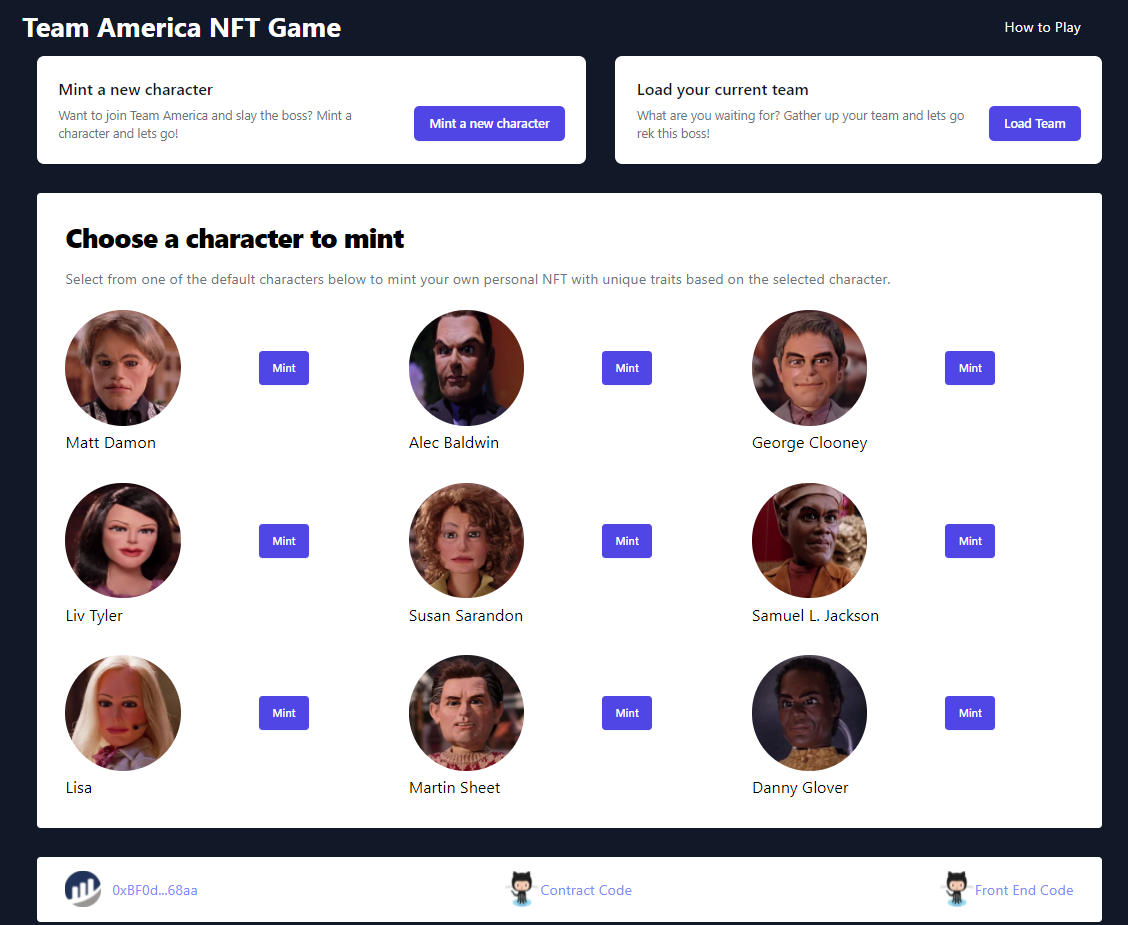 Team America NFT Game
How to Play
Mint a new character
Want to join Team America and slay the boss? Mint a
character and lets go!
Mint a new character
Load your current team
What are you waiting for? Gather up your team and lets go
rek this boss!
Load Team
Choose a character to mint
Select from one of the default characters below to mint your own personal NFT with unique traits based on the selected character.
Mint
Mint
Mint
Matt Damon
Alec Baldwin
George Clooney
Mint
Mint
Mint
Liv Tyler
Susan Sarandon
Samuel L. Jackson
Mint
Mint
Mint
Lisa
Martin Sheet
Danny Glover
0xBF0d...68aa
Contract Code
Front End Code